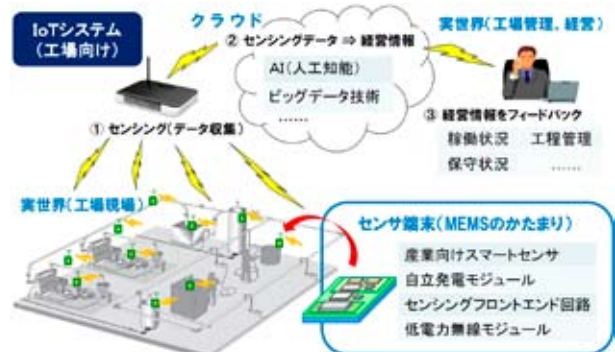 IoTシステム
(工場向け)
クラウド
② センシングデータ ⇒ 経営情報
AI(人工知能)
ビッグデータ技術
……
実世界(工場管理、経営)
③ 経営情報をフィードバック
稼働状況 工程管理
保守状況 ……
① センシング(データ収集)
実世界(工場現場)
センサ端末(MEMSのかたまり)
産業向けスマートセンサ
自立発電モジュール
センシングフロントエンド回路
低電力無線モジュール